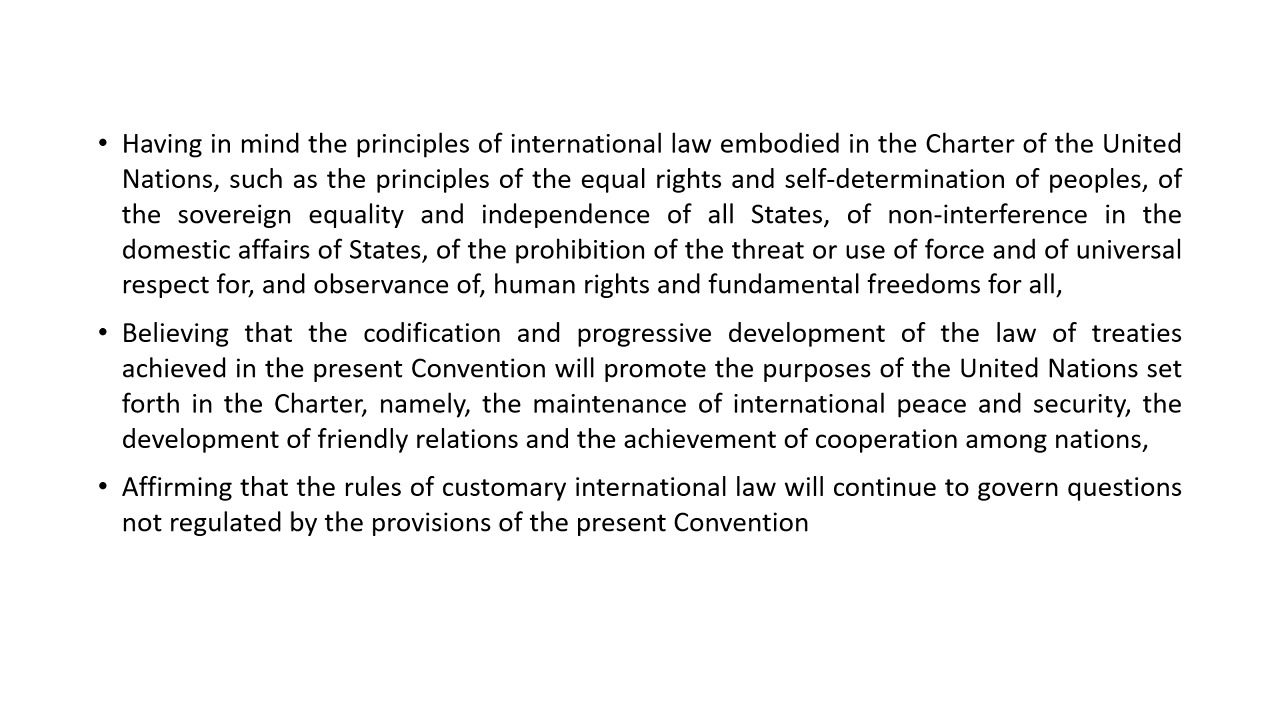 • Having in mind the principles of international law embodied in the Charter of the United
Nations, such as the principles of the equal rights and self-determination of peoples, of
the sovereign equality and independence of all States, of non-interference in the
domestic affairs of States, of the prohibition of the threat or use of force and of universal
respect for, and observance of, human rights and fundamental freedoms for all,
• Believing that the codification and progressive development of the law of treaties
achieved in the present Convention will promote the purposes of the United Nations set
forth in the Charter, namely, the maintenance of international peace and security, the
development of friendly relations and the achievement of cooperation among nations,
• Affirming that the rules of customary international law will continue to govern questions
not regulated by the provisions of the present Convention